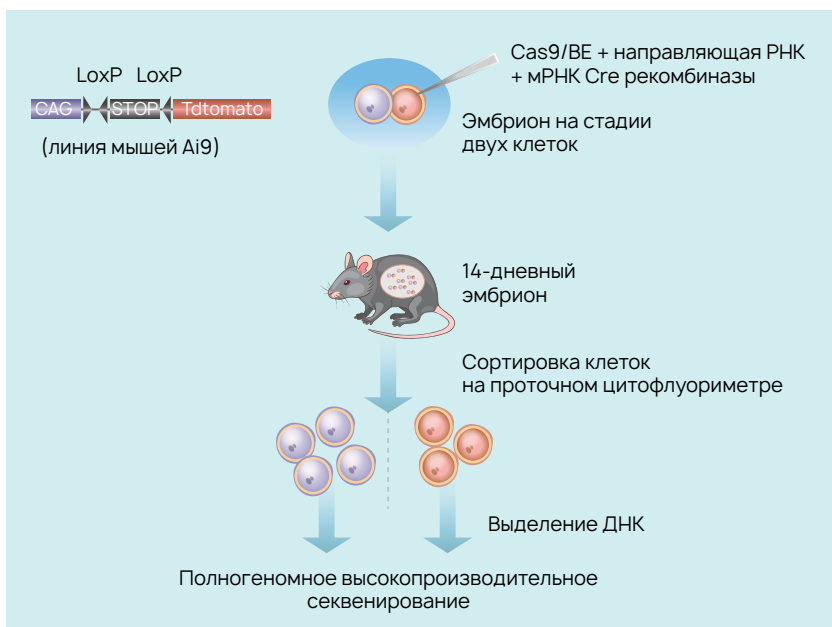 LoxP LoxP
CAG STOP Tdtomato
(линия мышей Ai9)
Cas9/BE + направляющая РНК
+ мРНК Cre рекомбиназы
Эмбрион на стадии
двух клеток
14-дневный
эмбрион
Сортировка клеток
на проточном цитофлуориметре
Выделение ДНК
Полногеномное высокопроизводительное
секвенирование